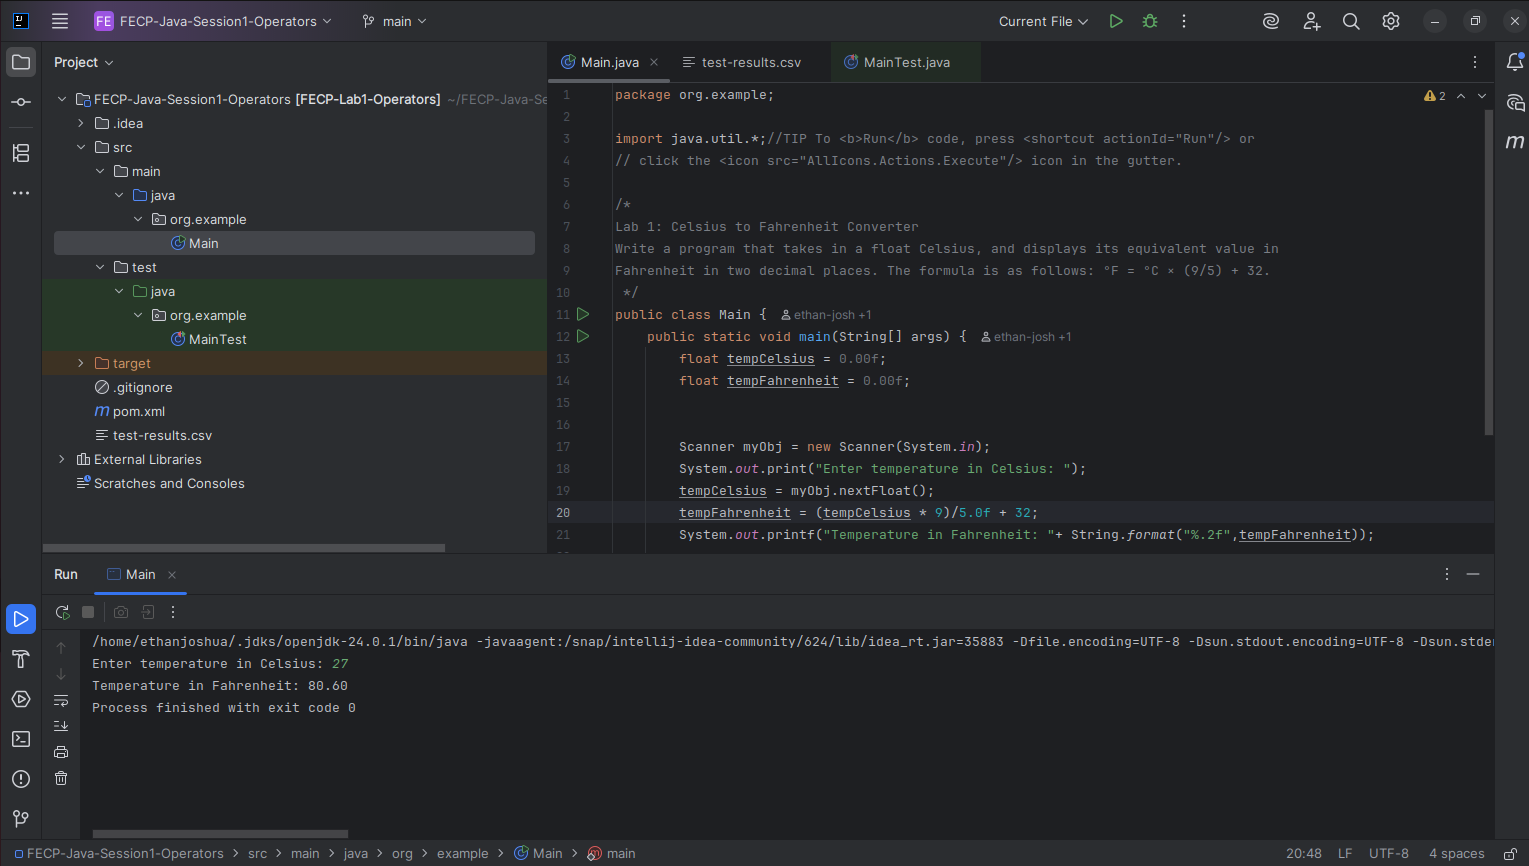 FE FECP-Java-Session1-Operators main Current File
Project
FECP-Java-Session1-Operators [FECP-Lab1-Operators] ~/FECP-Java-Se
.idea
src
main
java
org.example
Main
test
java
org.example
MainTest
target
.gitignore
pom.xml
test-results.csv
External Libraries
Scratches and Consoles
Main.java test-results.csv MainTest.java
2
1 package org.example;
2
3 import java.util.*;//TIP To <b>Run</b> code, press <shortcut actionId="Run"/> or
4 // click the <icon src="AllIcons.Actions.Execute"/> icon in the gutter.
5
6 /*
7 Lab 1: Celsius to Fahrenheit Converter
8 Write a program that takes in a float Celsius, and displays its equivalent value in
9 Fahrenheit in two decimal places. The formula is as follows: °F = °C × (9/5) + 32.
10 */
11 public class Main { ethan-josh +1
12 public static void main(String[] args) { ethan-josh +1
13 float tempCelsius = 0.00f;
14 float tempFahrenheit = 0.00f;
15
16
17 Scanner myObj = new Scanner(System.in);
18 System.out.print("Enter temperature in Celsius: ");
19 tempCelsius = myObj.nextFloat();
20 tempFahrenheit = (tempCelsius * 9)/5.0f + 32;
21 System.out.printf("Temperature in Fahrenheit: "+ String.format("%.2f",tempFahrenheit));
Run Main
/home/ethanjoshua/.jdks/openjdk-24.0.1/bin/java -javaagent:/snap/intellij-idea-community/624/lib/idea_rt.jar=35883 -Dfile.encoding=UTF-8 -Dsun.stdout.encoding=UTF-8 -Dsun.stder
Enter temperature in Celsius: 27
Temperature in Fahrenheit: 80.60
Process finished with exit code 0
FECP-Java-Session1-Operators > src > main > java > org > example > Main > main 20:48 LF UTF-8 4 spaces